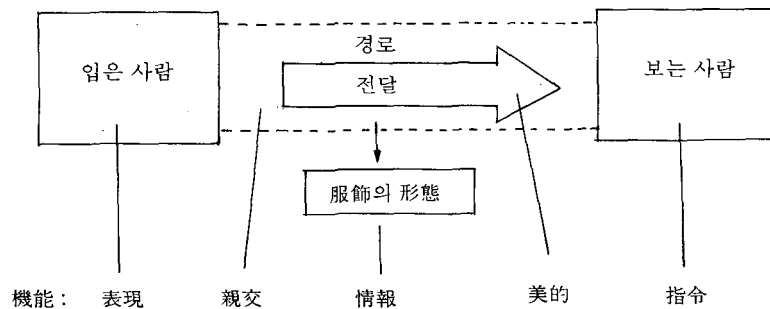 경로
입은 사람
전달
보는 사람
服飾의 形態
機能 : 表現 親交 情報 美的 指令